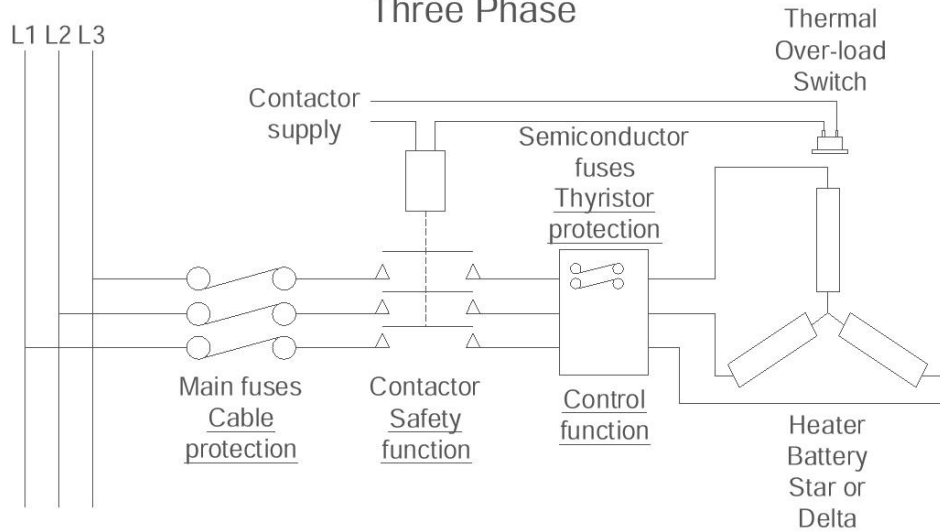 Three Phase
L1 L2 L3
Thermal
Over-load
Switch
Contactor
supply
Semiconductor
fuses
Thyristor
protection
Main fuses
Cable
protection
Contactor
Safety
function
Control
function
Heater
Battery
Star or
Delta